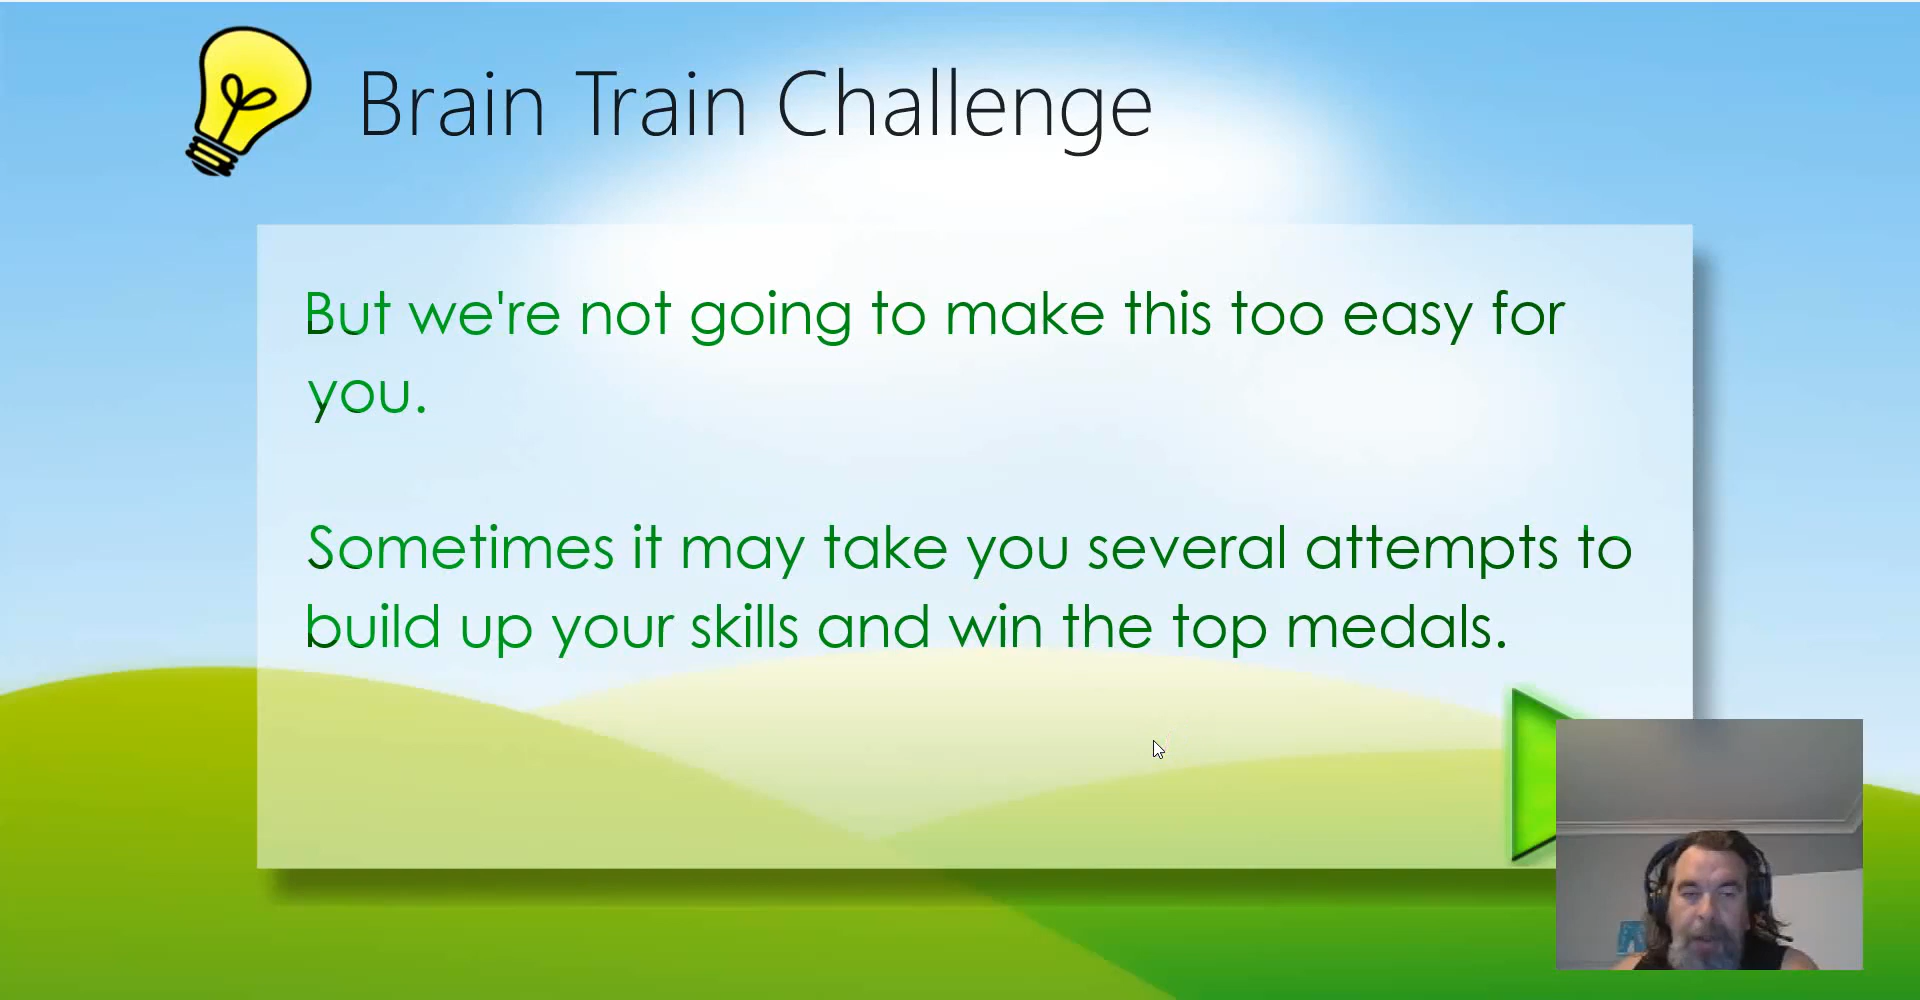 Brain Train Challenge
But we're not going to make this too easy for
you.
Sometimes it may take you several attempts to
build up your skills and win the top medals.